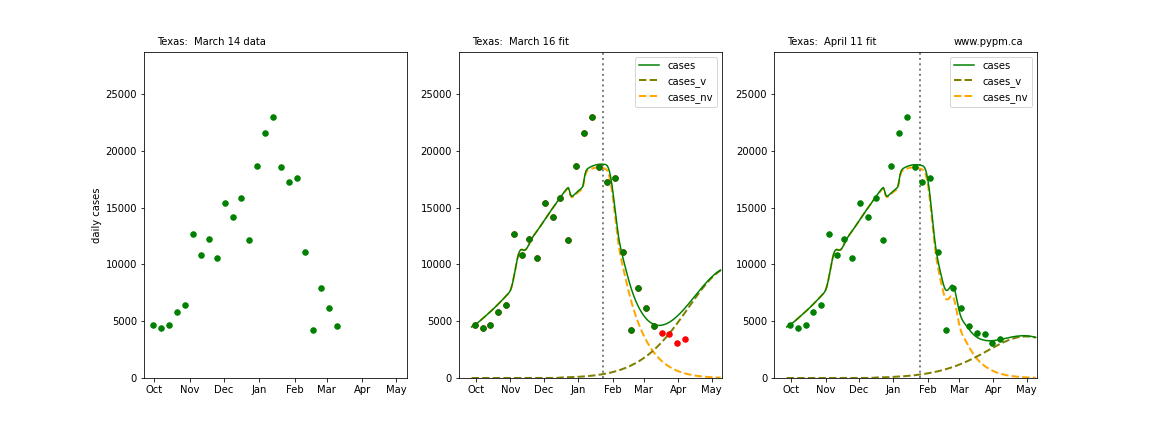 Texas: March 14 data
daily cases
25000
20000
15000
10000
5000
0
Oct Nov Dec Jan Feb Mar Apr May
Texas: March 16 fit
cases
cases_v
cases_nv
25000
20000
15000
10000
5000
0
Oct Nov Dec Jan Feb Mar Apr May
Texas: April 11 fit www.pypm.ca
cases
cases_v
cases_nv
25000
20000
15000
10000
5000
0
Oct Nov Dec Jan Feb Mar Apr May